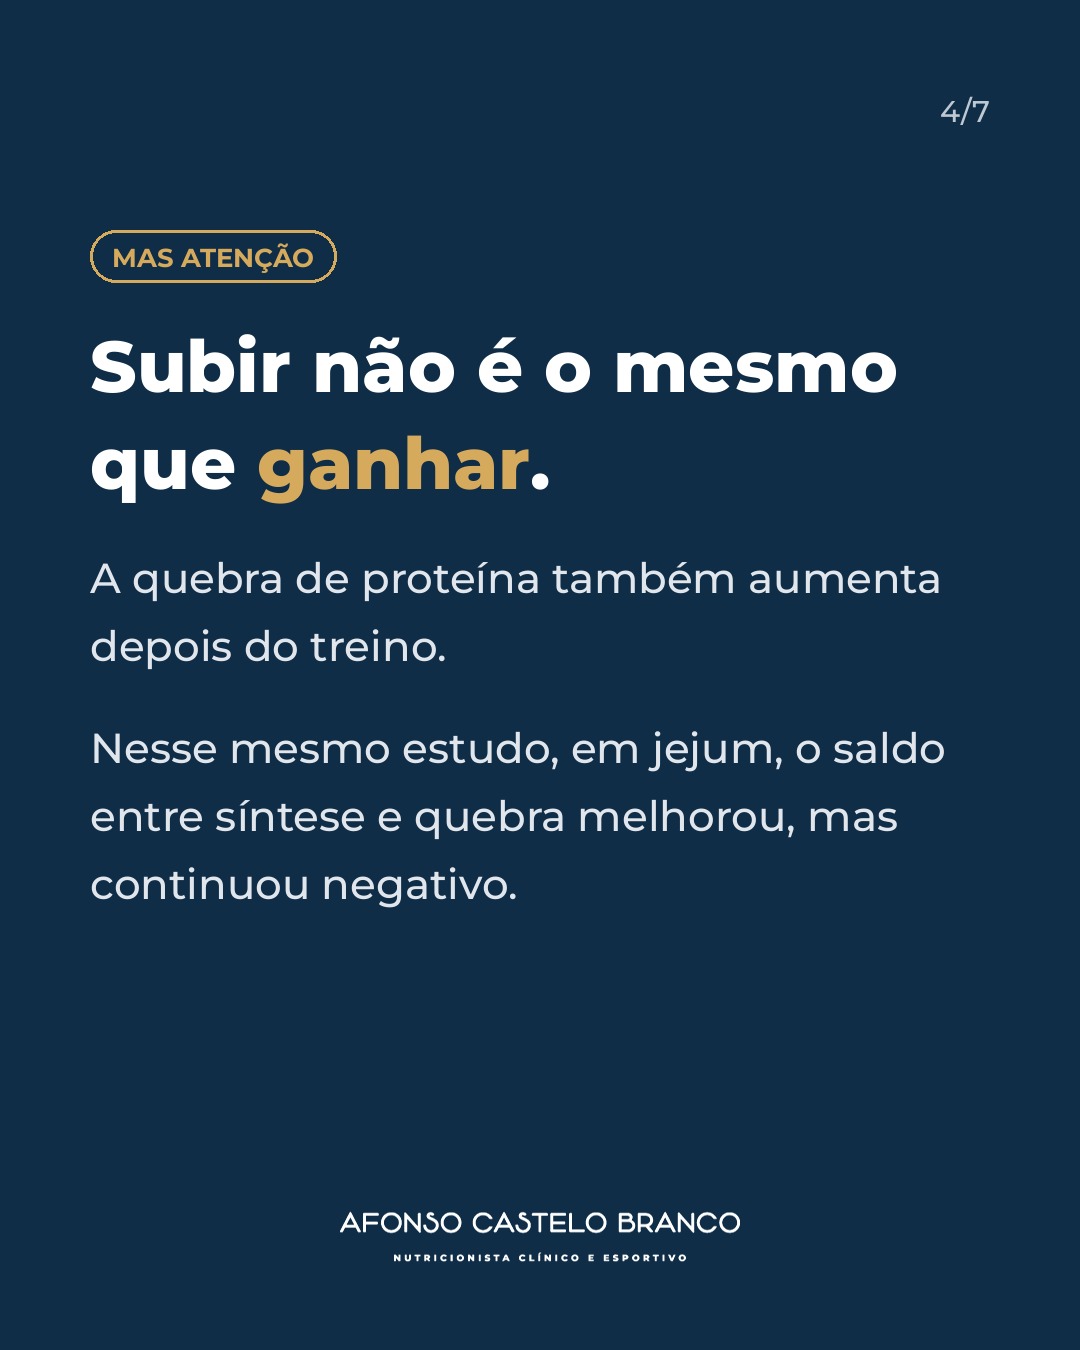 4/7
MAS ATENÇÃO
Subir não é o mesmo
que ganhar.
A quebra de proteína também aumenta
depois do treino.
Nesse mesmo estudo, em jejum, o saldo
entre síntese e quebra melhorou, mas
continuou negativo.
AFONSO CASTELO BRANCO
NUTRICIONISTA CLÍNICO E ESPORTIVO